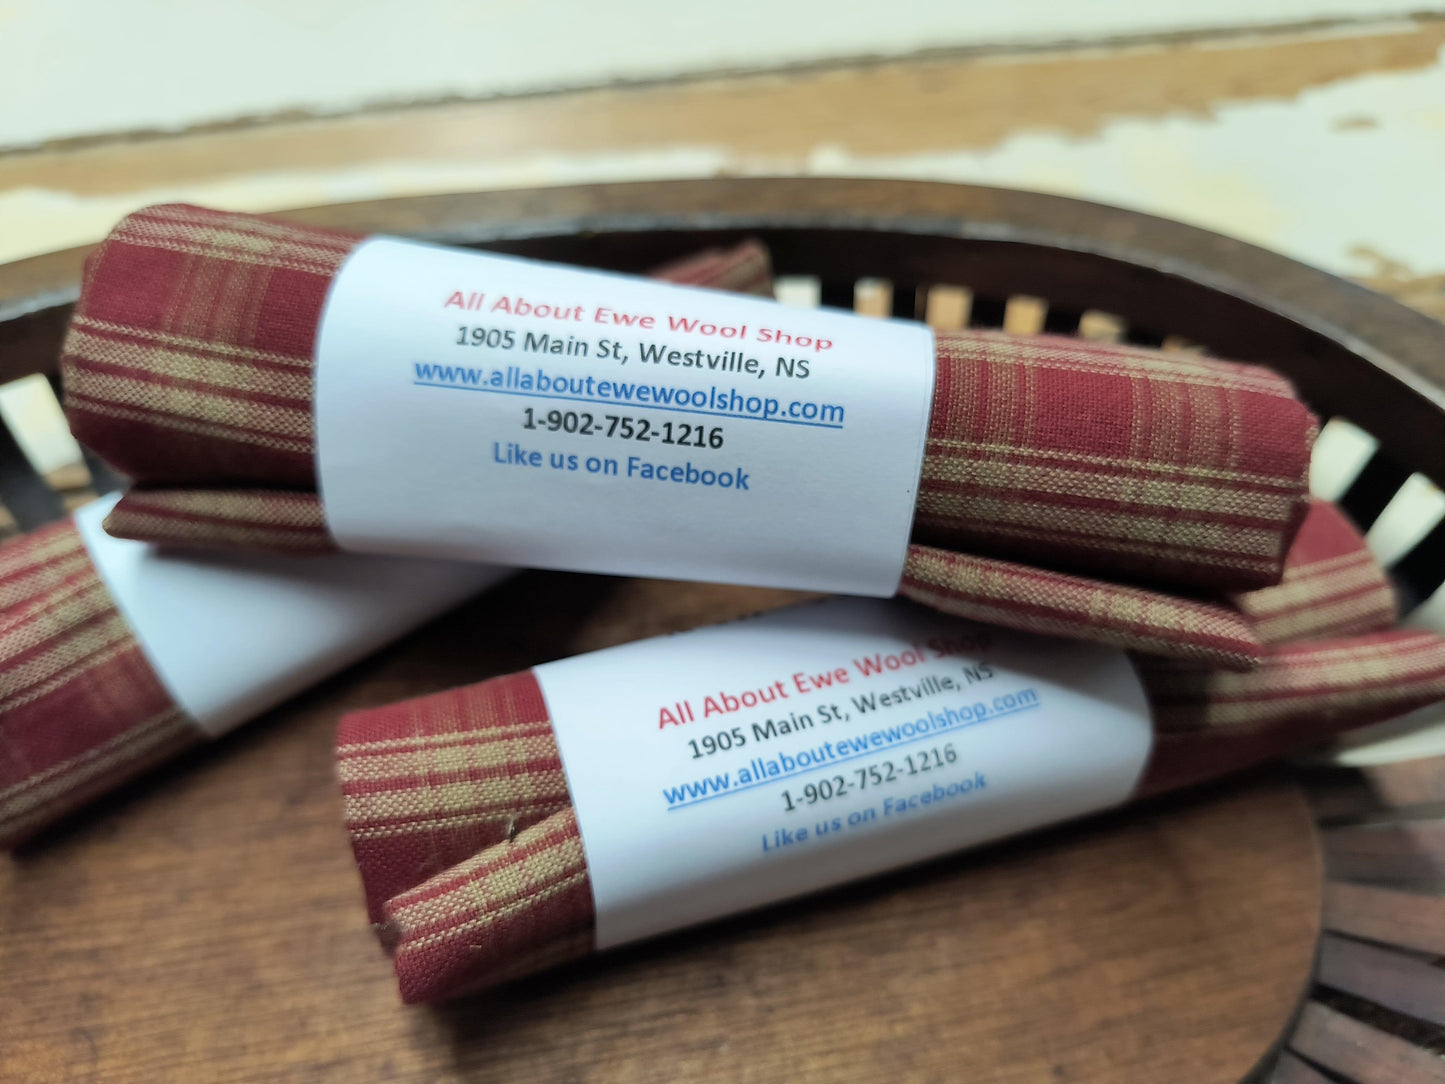 All About Ewe Wool Shop
1905 Main St, Westville, NS
www.allaboutewewoolshop.com
1-902-752-1216
Like us on Facebook
All About Ewe Wool Shop
1905 Main St, Westville, NS
www.allaboutewewoolshop.com
1-902-752-1216
Like us on Facebook